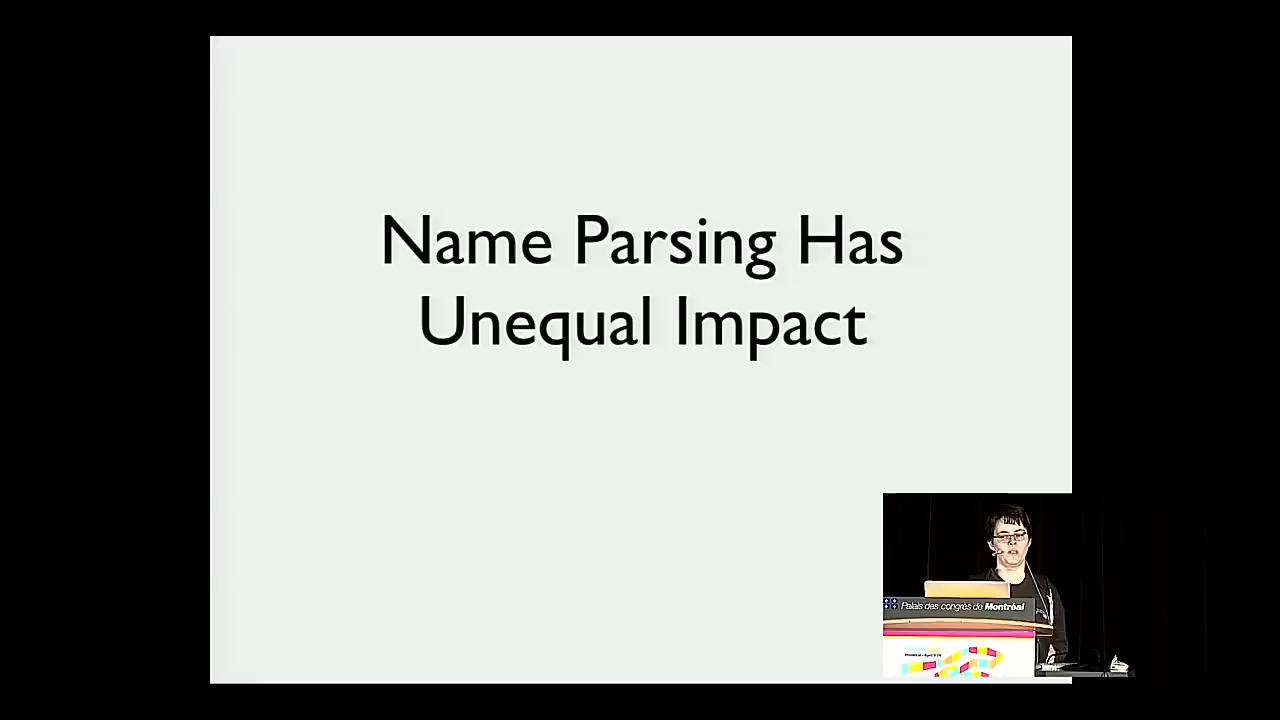 Name Parsing Has
Unequal Impact
Palais des congrès de Montréal